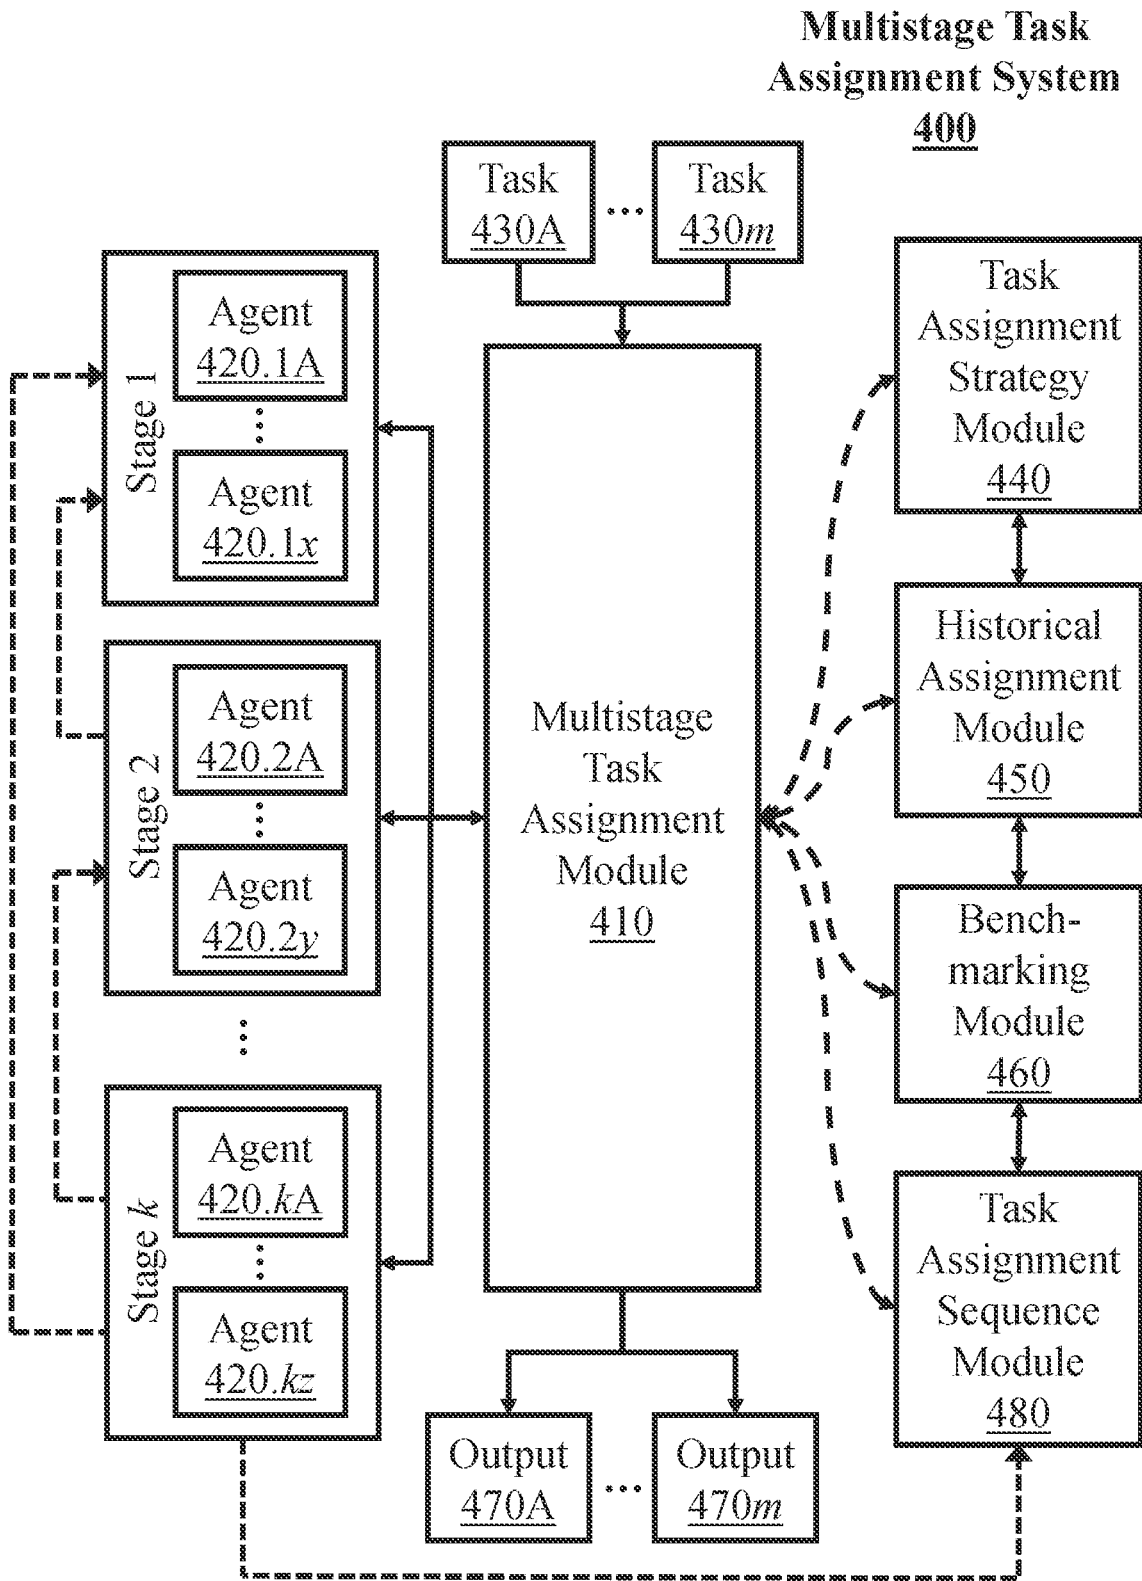 Multistage Task
Assignment System
400
Task
430A
...
Task
430m
Stage 1
Agent
420.1A
Agent
420.1x
Stage 2
Agent
420.2A
Agent
420.2y
Stage k
Agent
420.kA
Agent
420.kz
Multistage
Task
Assignment
Module
410
Task
Assignment
Strategy
Module
440
Historical
Assignment
Module
450
Bench-
marking
Module
460
Task
Assignment
Sequence
Module
480
Output
470A
...
Output
470m